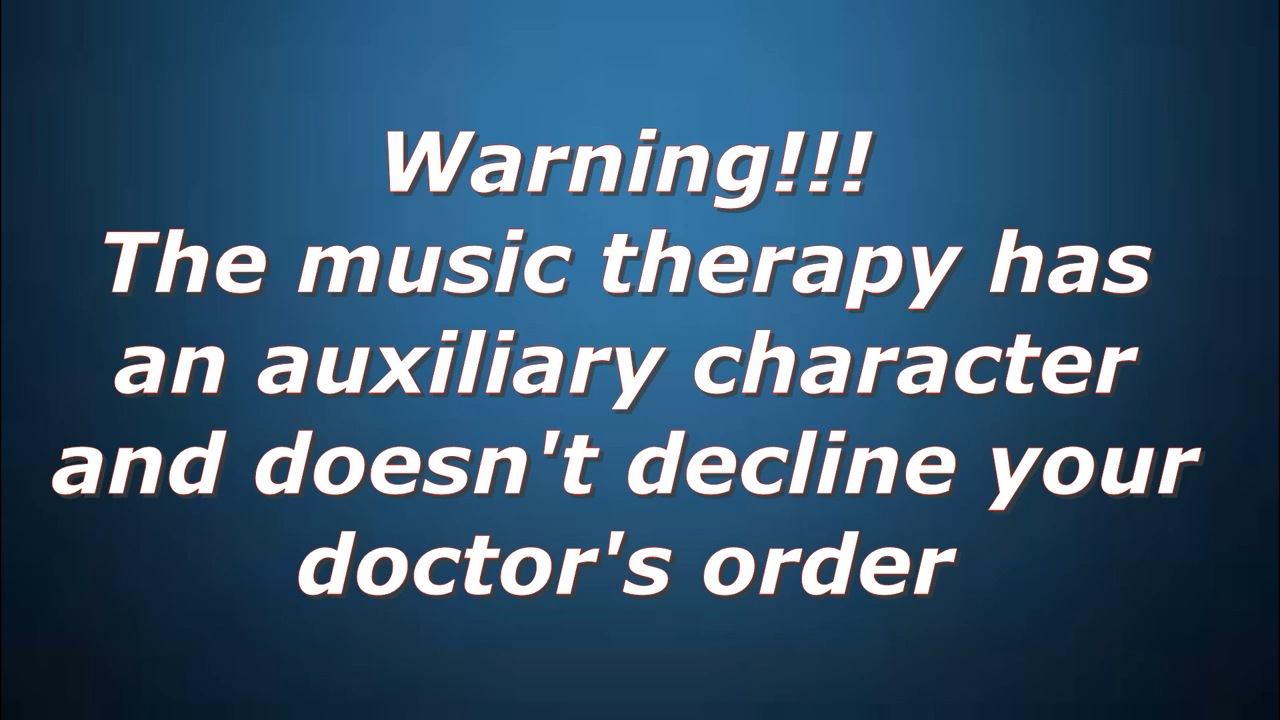 Warning!!!
The music therapy has
an auxiliary character
and doesn't decline your
doctor's order